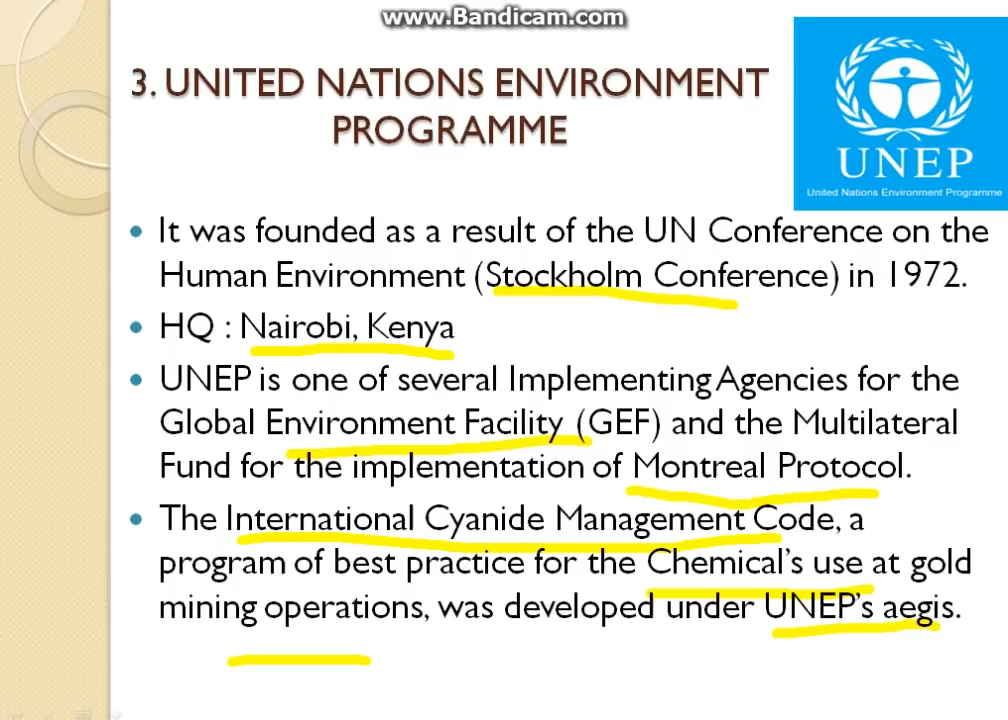 www.Bandicam.com
3. UNITED NATIONS ENVIRONMENT
PROGRAMME
UNEP
United Nations Environment Programme
It was founded as a result of the UN Conference on the
Human Environment (Stockholm Conference) in 1972.
HQ : Nairobi, Kenya
UNEP is one of several Implementing Agencies for the
Global Environment Facility (GEF) and the Multilateral
Fund for the implementation of Montreal Protocol.
The International Cyanide Management Code, a
program of best practice for the Chemical's use at gold
mining operations, was developed under UNEP's aegis.